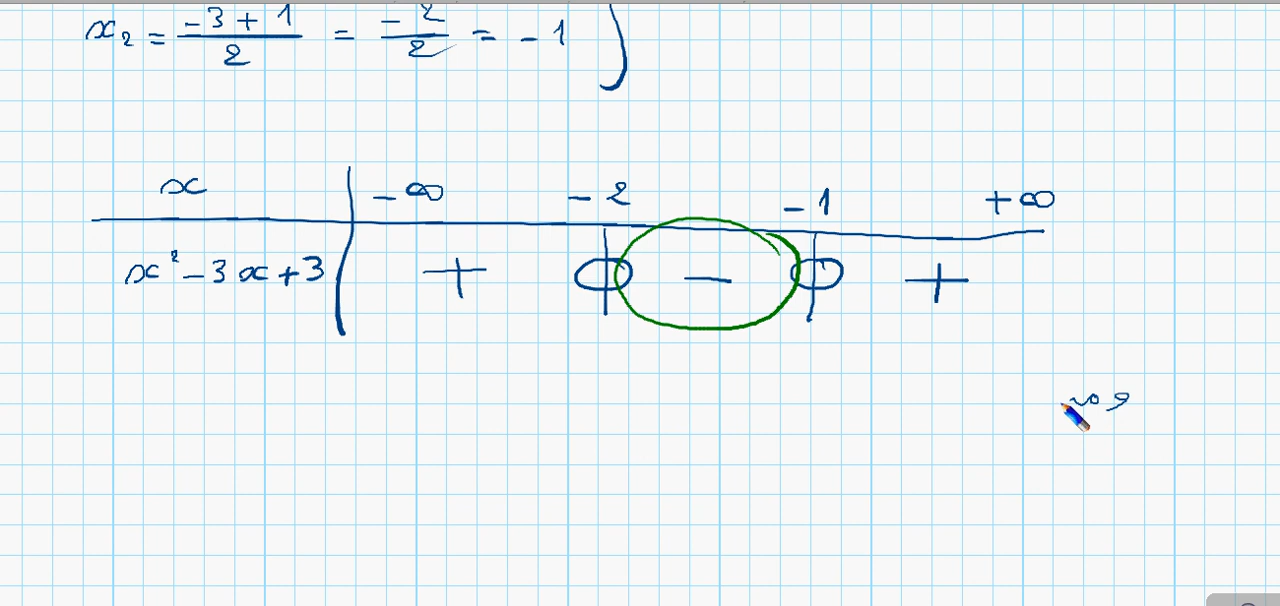 x₂ = (-3 + 1)/2 = -2/2 = -1
x -∞ -2 -1 +∞
x² - 3x + 3 + 0 - 0 +